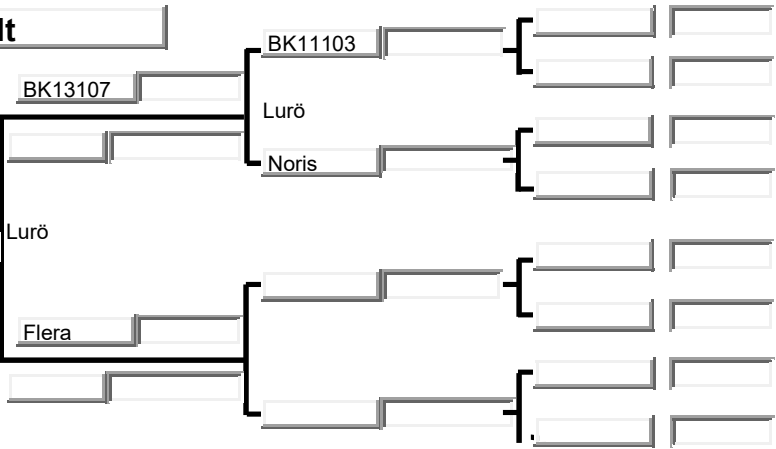 lt
BK11103
BK13107
Lurö
Noris
Lurö
Flera